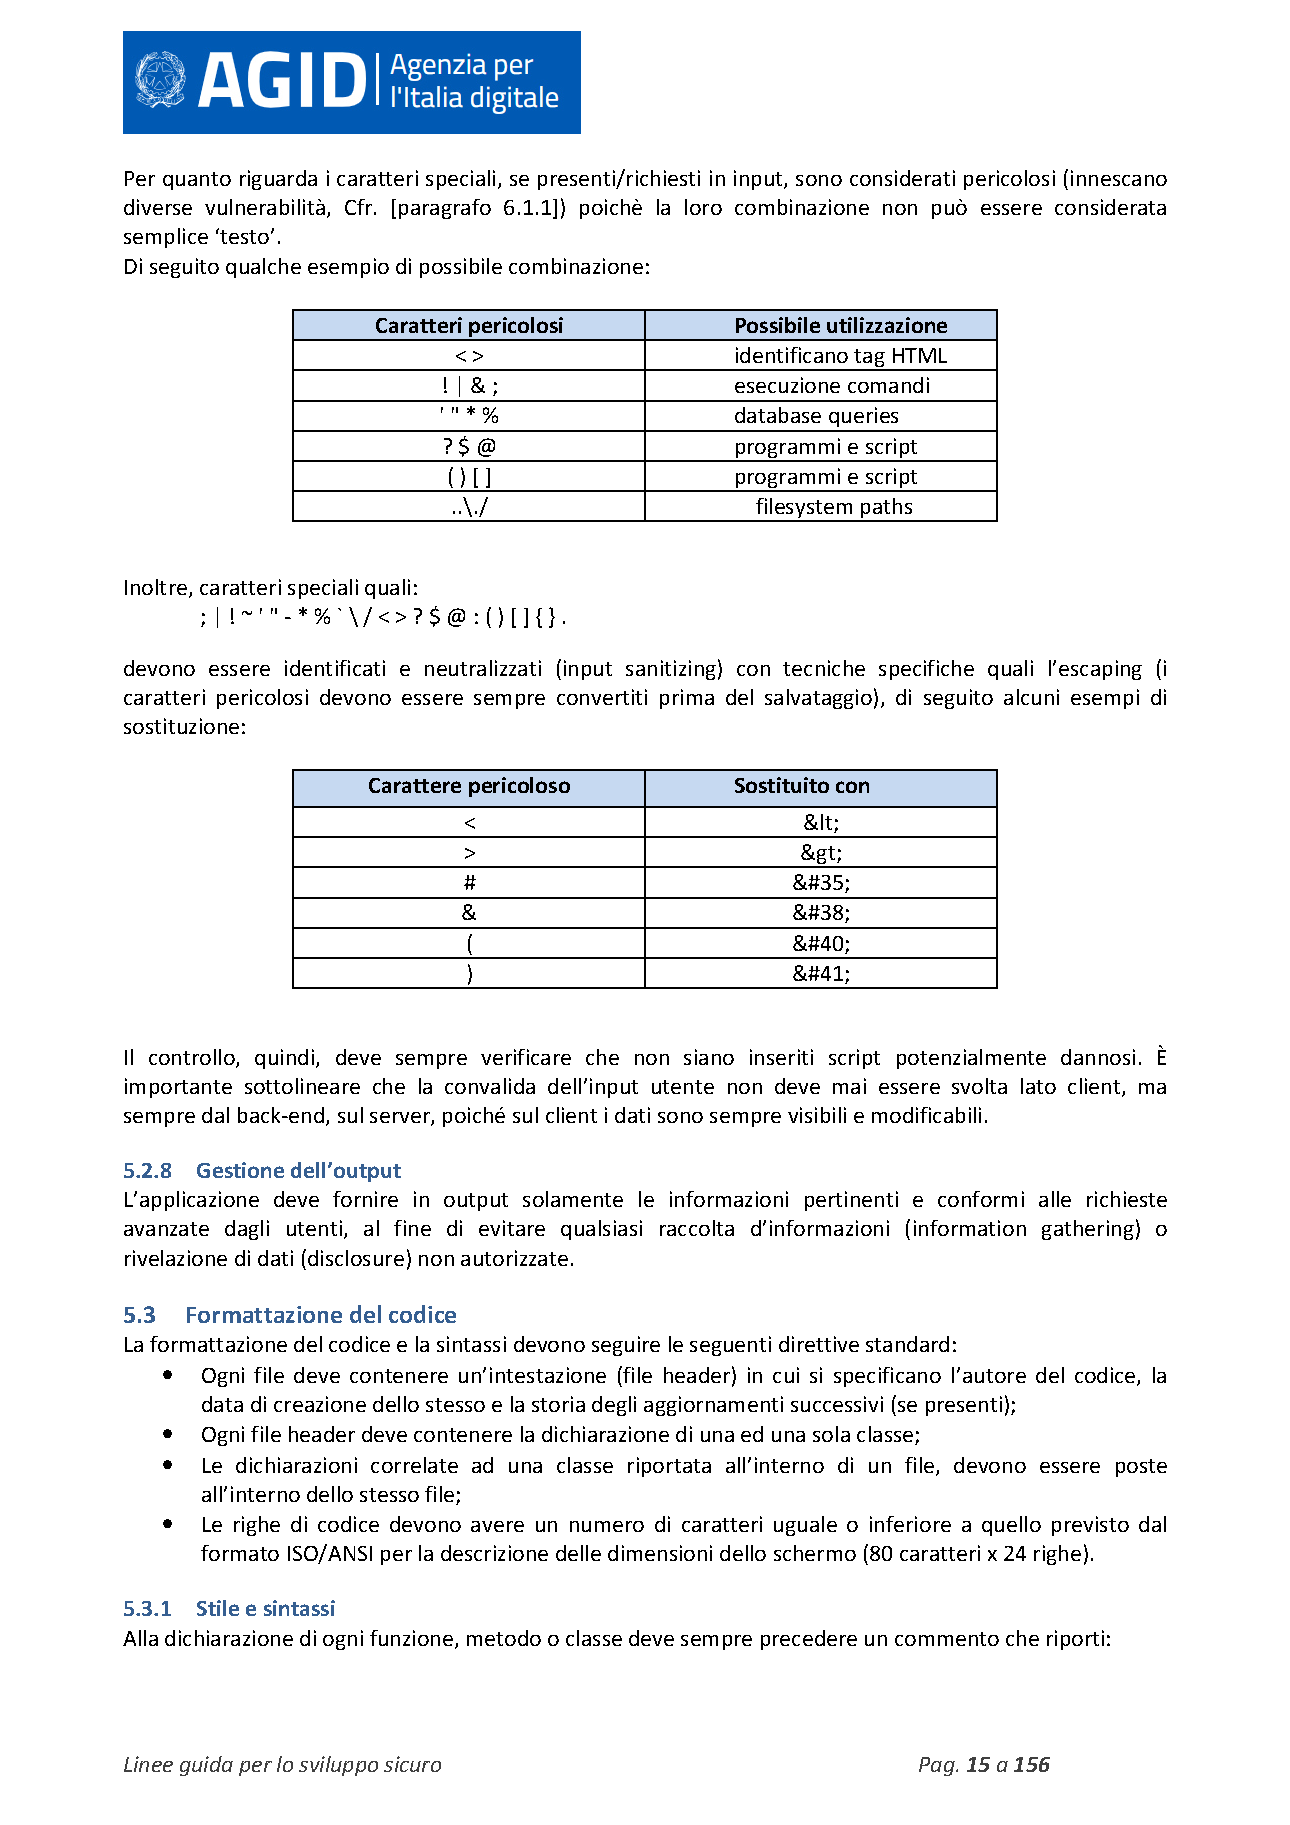 AGID Agenzia per
l'Italia digitale
Per quanto riguarda i caratteri speciali, se presenti/richiesti in input, sono considerati pericolosi (innescano
diverse vulnerabilità, Cfr. [paragrafo 6.1.1]) poichè la loro combinazione non può essere considerata
semplice ‘testo’.
Di seguito qualche esempio di possibile combinazione:
Caratteri pericolosi Possibile utilizzazione
< > identificano tag HTML
! | & ; esecuzione comandi
' " * % database queries
? $ @ programmi e script
( ) [ ] programmi e script
..\./ filesystem paths
Inoltre, caratteri speciali quali:
; | ! ~ ' " - * % ` \ / < > ? $ @ : ( ) [ ] { } .
devono essere identificati e neutralizzati (input sanitizing) con tecniche specifiche quali l’escaping (i
caratteri pericolosi devono essere sempre convertiti prima del salvataggio), di seguito alcuni esempi di
sostituzione:
Carattere pericoloso Sostituito con
< &lt;
> &gt;
# &#35;
& &#38;
( &#40;
) &#41;
Il controllo, quindi, deve sempre verificare che non siano inseriti script potenzialmente dannosi. È
importante sottolineare che la convalida dell’input utente non deve mai essere svolta lato client, ma
sempre dal back-end, sul server, poiché sul client i dati sono sempre visibili e modificabili.
5.2.8 Gestione dell’output
L’applicazione deve fornire in output solamente le informazioni pertinenti e conformi alle richieste
avanzate dagli utenti, al fine di evitare qualsiasi raccolta d’informazioni (information gathering) o
rivelazione di dati (disclosure) non autorizzate.
5.3 Formattazione del codice
La formattazione del codice e la sintassi devono seguire le seguenti direttive standard:
• Ogni file deve contenere un’intestazione (file header) in cui si specificano l’autore del codice, la
data di creazione dello stesso e la storia degli aggiornamenti successivi (se presenti);
• Ogni file header deve contenere la dichiarazione di una ed una sola classe;
• Le dichiarazioni correlate ad una classe riportata all’interno di un file, devono essere poste
all’interno dello stesso file;
• Le righe di codice devono avere un numero di caratteri uguale o inferiore a quello previsto dal
formato ISO/ANSI per la descrizione delle dimensioni dello schermo (80 caratteri x 24 righe).
5.3.1 Stile e sintassi
Alla dichiarazione di ogni funzione, metodo o classe deve sempre precedere un commento che riporti:
Linee guida per lo sviluppo sicuro Pag. 15 a 156